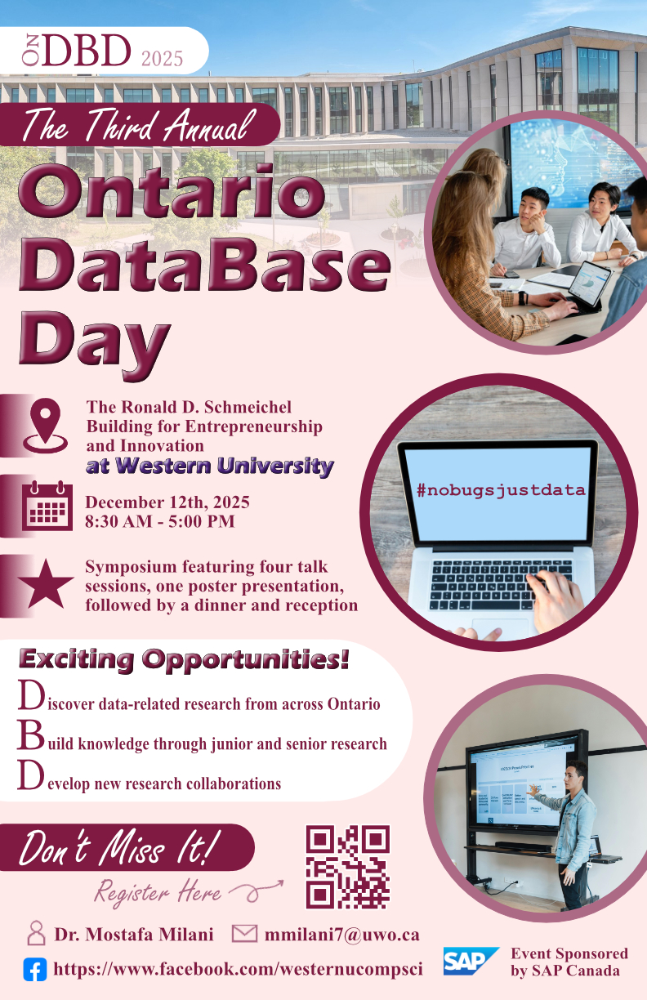 ONDBD 2025
The Third Annual
Ontario
DataBase
Day
The Ronald D. Schmeichel
Building for Entrepreneurship
and Innovation
at Western University
December 12th, 2025
8:30 AM - 5:00 PM
Symposium featuring four talk
sessions, one poster presentation,
followed by a dinner and reception
#nobugsjustdata
Exciting Opportunities!
Discover data-related research from across Ontario
Build knowledge through junior and senior research
Develop new research collaborations
Don't Miss It!
Register Here
Dr. Mostafa Milani
mmilani7@uwo.ca
https://www.facebook.com/westernucompsci
SAP
Event Sponsored
by SAP Canada